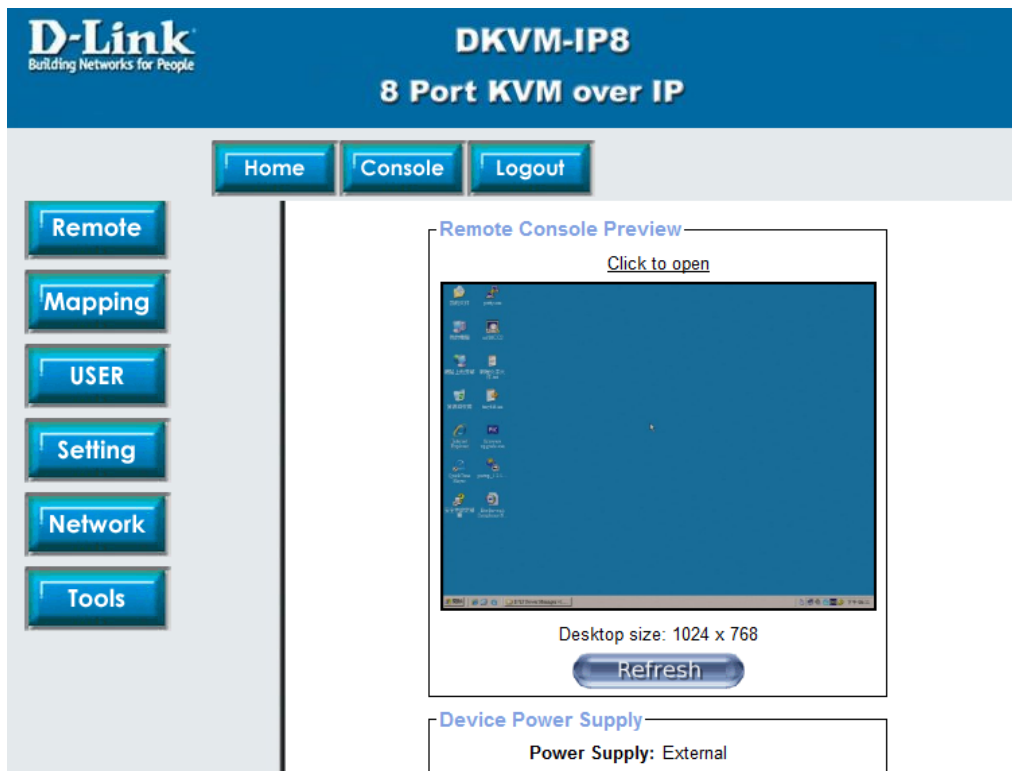 D-Link
Building Networks for People
DKVM-IP8
8 Port KVM over IP
Home
Console
Logout
Remote
Mapping
USER
Setting
Network
Tools
Remote Console Preview
Click to open
Desktop size: 1024 x 768
Refresh
Device Power Supply
Power Supply: External